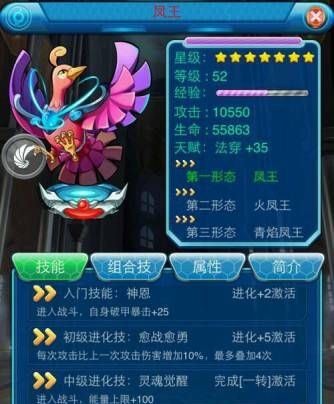 凤王
星级：
等级：52
经验：
攻击：10550
生命：55863
天赋：法穿 +35
第一形态 凤王
第二形态 火凤王
第三形态 青焰凤王
技能 组合技 属性 简介
入门技能：神恩 进化+2激活
进入战斗，自身破甲暴击+25
初级进化技：愈战愈勇 进化+5激活
每次攻击比上一次攻击伤害增加10%，最多叠加4次
中级进化技：灵魂觉醒 完成[一转]激活
进入战斗，能量上限+100